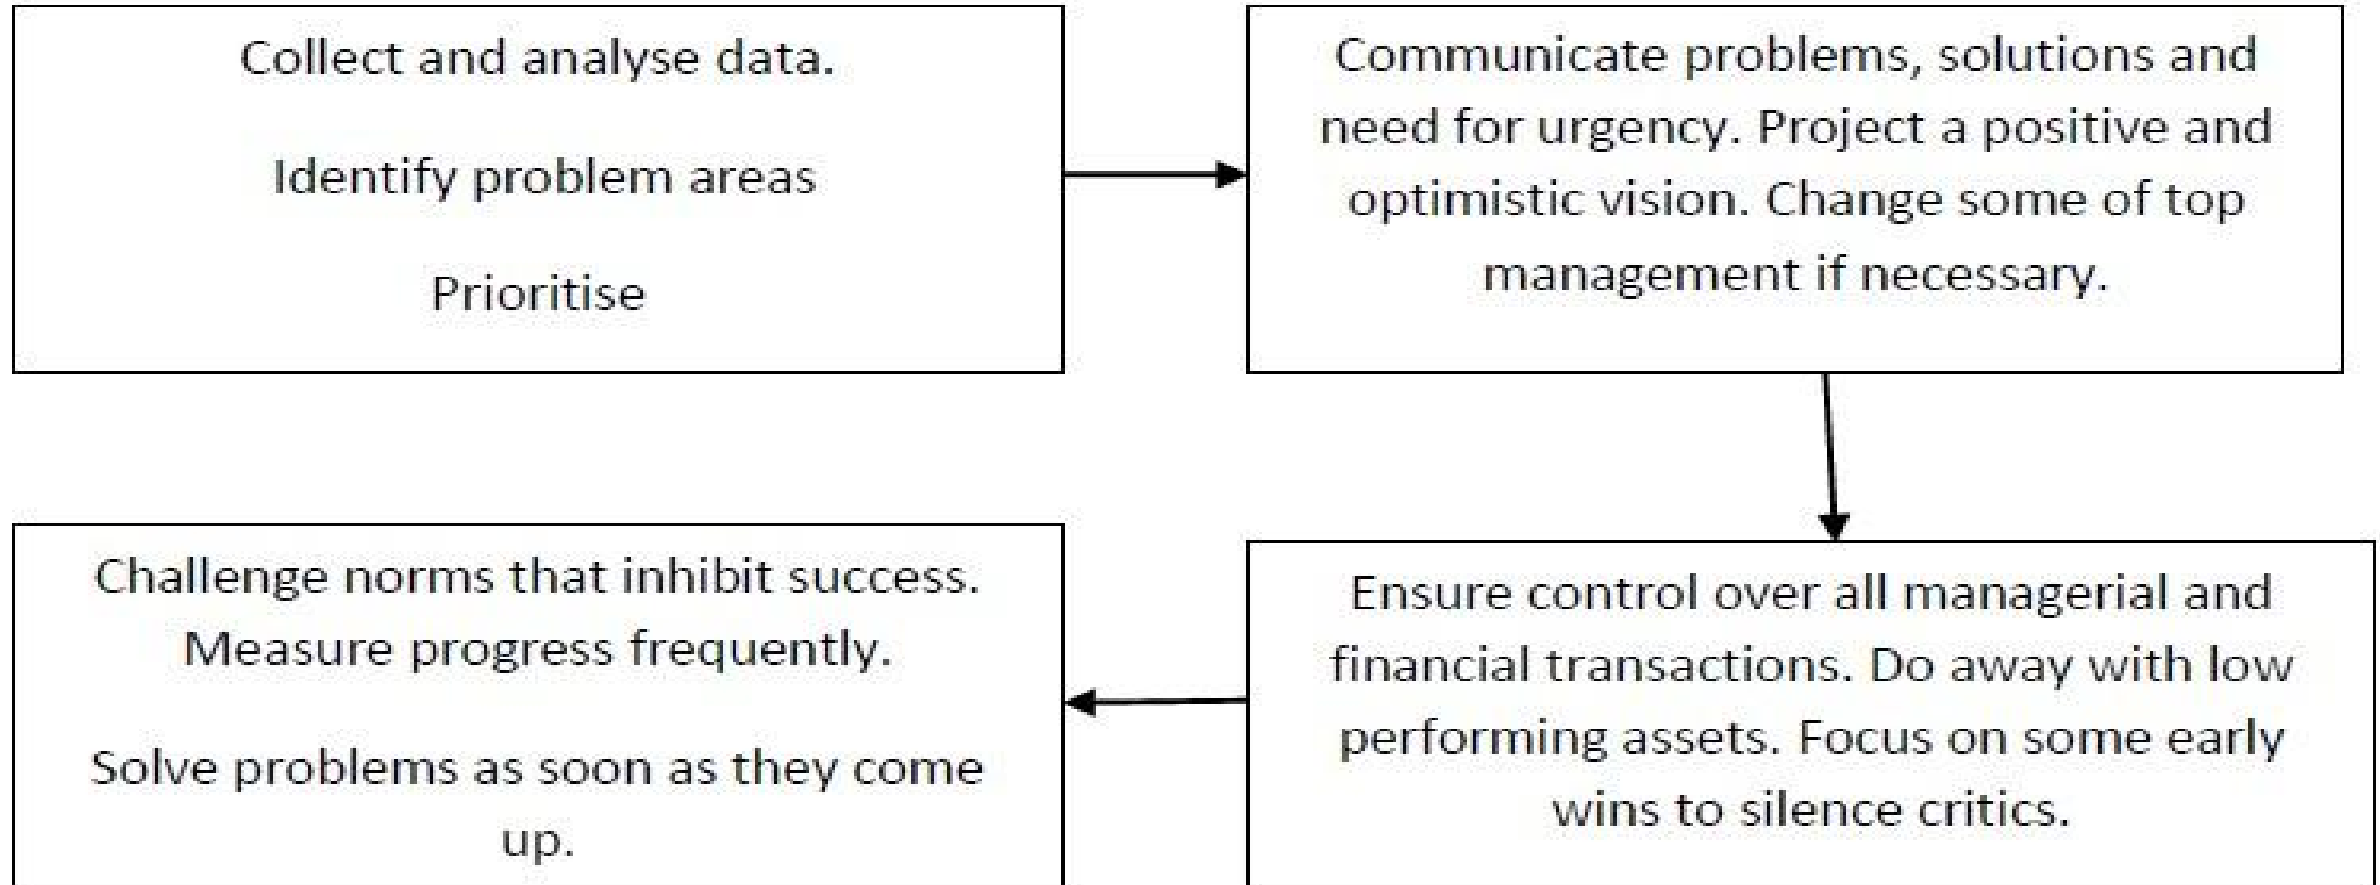 Collect and analyse data.
Identify problem areas
Prioritise
Communicate problems, solutions and
need for urgency. Project a positive and
optimistic vision. Change some of top
management if necessary.
Ensure control over all managerial and
financial transactions. Do away with low
performing assets. Focus on some early
wins to silence critics.
Challenge norms that inhibit success.
Measure progress frequently.
Solve problems as soon as they come
up.